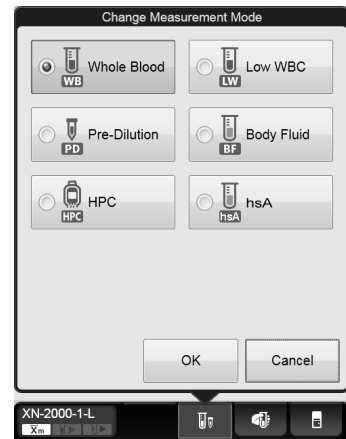 Change Measurement Mode
WB Whole Blood
LW Low WBC
PD Pre-Dilution
BF Body Fluid
HPC HPC
hsA hsA
OK Cancel
XN-2000-1-L
Xm